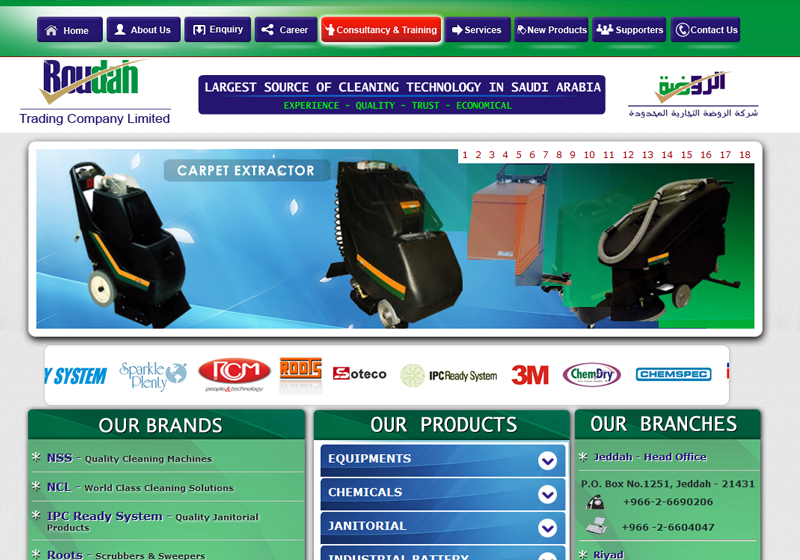 Home About Us Enquiry Career Consultancy & Training Services New Products Supporters Contact Us
Roudah
Trading Company Limited
LARGEST SOURCE OF CLEANING TECHNOLOGY IN SAUDI ARABIA
EXPERIENCE - QUALITY - TRUST - ECONOMICAL
الروضة
شركة الروضة التجارية المحدودة
1 2 3 4 5 6 7 8 9 10 11 12 13 14 15 16 17 18
CARPET EXTRACTOR
Y SYSTEM
Sparkle Plenty
RCM
people & technology
ROOTS
Soteco
IPC Ready System
3M
ChemDry
CHEMSPEC
OUR BRANDS
NSS - Quality Cleaning Machines
NCL - World Class Cleaning Solutions
IPC Ready System - Quality Janitorial
Products
Roots - Scrubbers & Sweepers
OUR PRODUCTS
EQUIPMENTS
CHEMICALS
JANITORIAL
INDUSTRIAL BATTERY
OUR BRANCHES
Jeddah - Head Office
P.O. Box No.1251, Jeddah - 21431
+966-2-6690206
+966 -2-6604047
Riyad